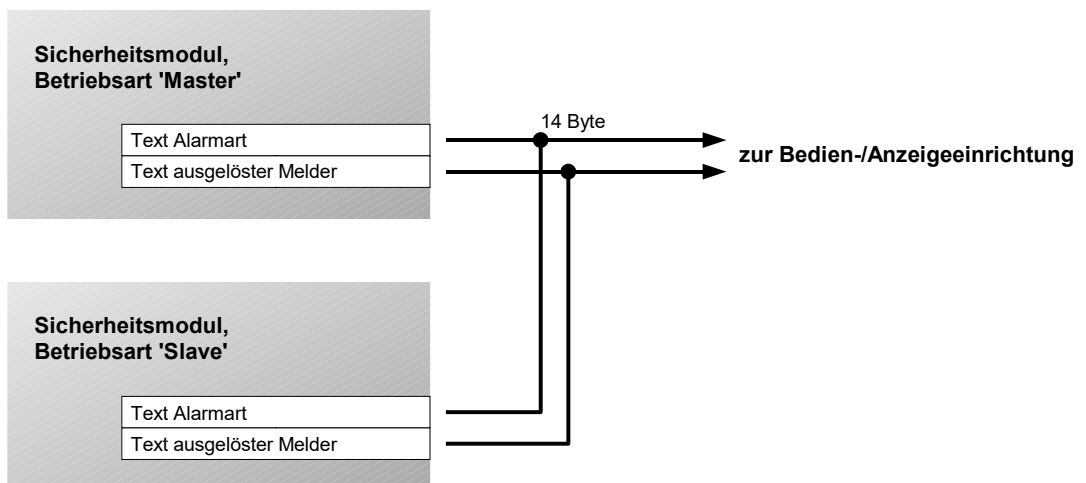 Sicherheitsmodul,
Betriebsart 'Master'
Text Alarmart
Text ausgelöster Melder
14 Byte
zur Bedien-/Anzeigeeinrichtung
Sicherheitsmodul,
Betriebsart 'Slave'
Text Alarmart
Text ausgelöster Melder